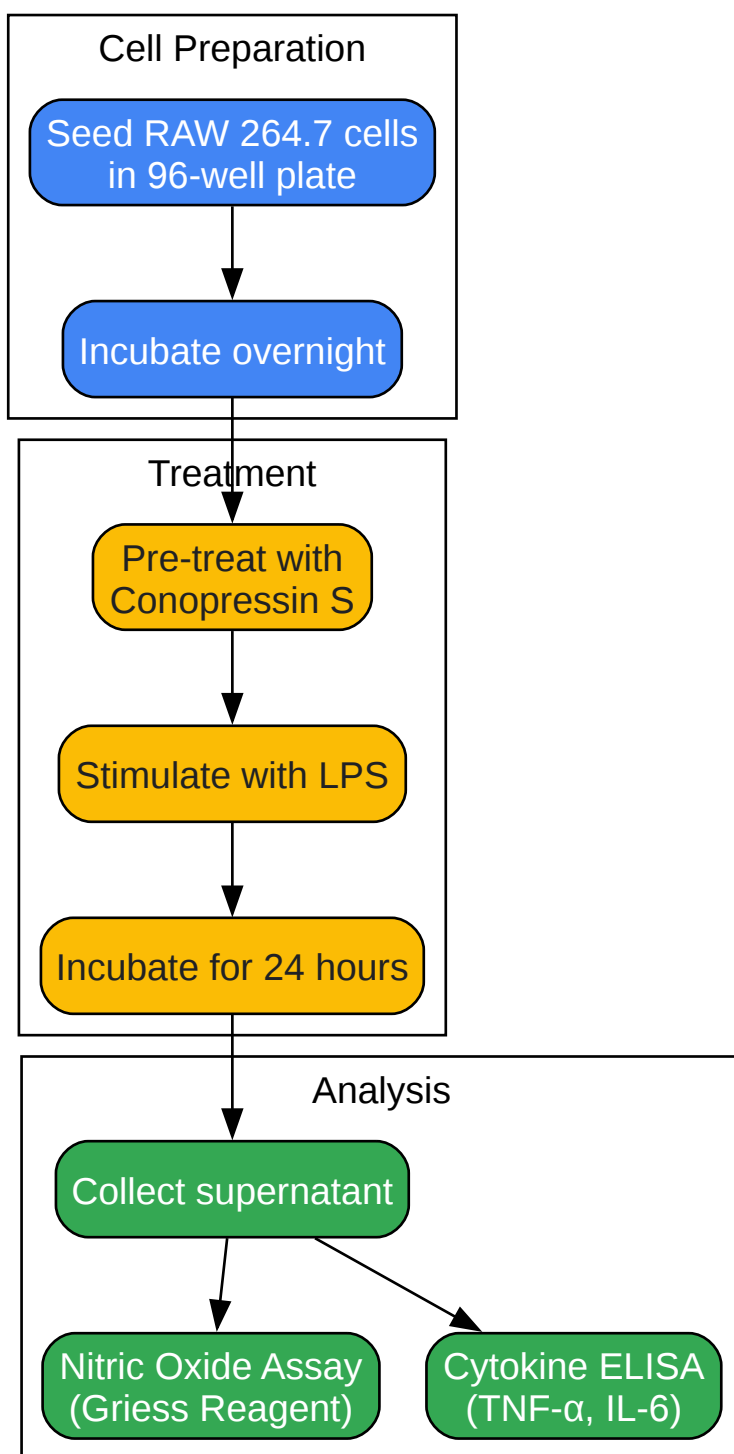 Cell Preparation
Seed RAW 264.7 cells
in 96-well plate
Incubate overnight
Treatment
Pre-treat with
Conopressin S
Stimulate with LPS
Incubate for 24 hours
Analysis
Collect supernatant
Nitric Oxide Assay
(Griess Reagent)
Cytokine ELISA
(TNF-α, IL-6)